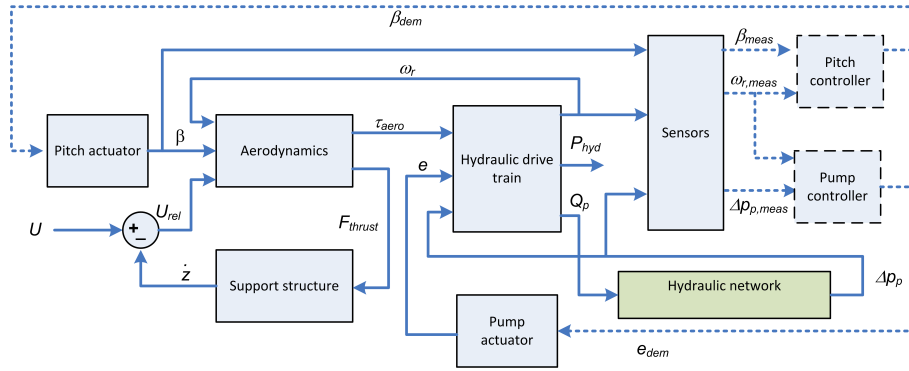 β_dem
β_meas
ω_r
ω_r,meas
Pitch
controller
Pitch actuator
β
Aerodynamics
τ_aero
Hydraulic drive
train
P_hyd
Sensors
e
Pump
controller
Δp_p,meas
U
+
−
U_rel
F_thrust
Q_p
ż
Support structure
Hydraulic network
Δp_p
Pump
actuator
e_dem